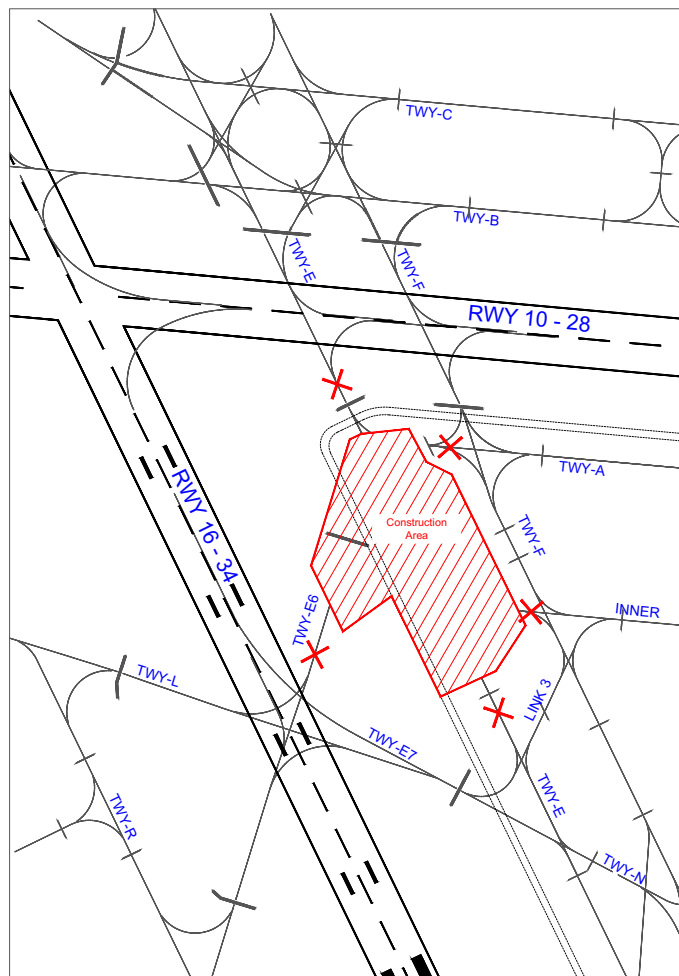 TWY-C
TWY-B
TWY-E
TWY-F
RWY 10 - 28
TWY-A
RWY 16 - 34
Construction
Area
TWY-F
TWY-E6
INNER
TWY-L
LINK 3
TWY-E7
TWY-E
TWY-R
TWY-N